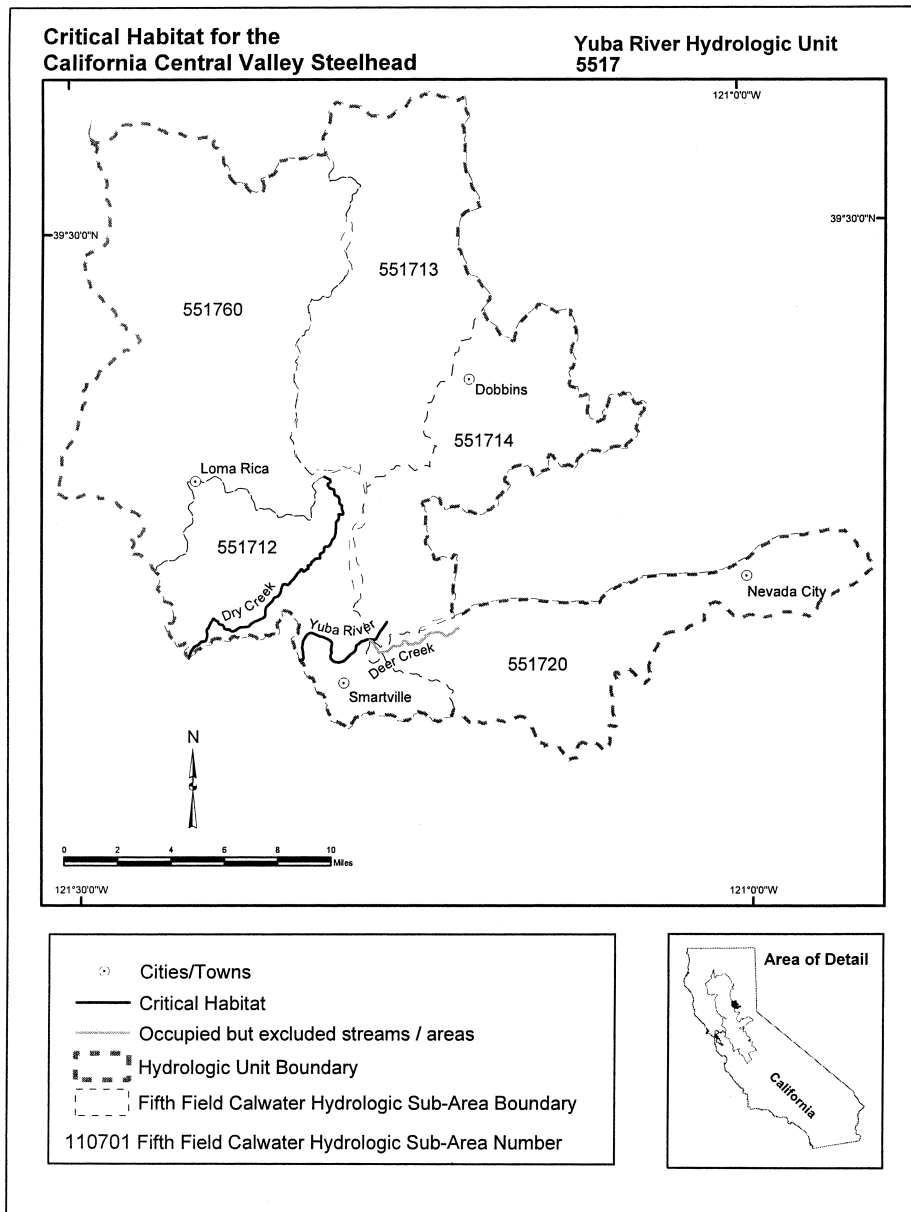 Critical Habitat for the
California Central Valley Steelhead
Yuba River Hydrologic Unit
5517
121°0'0"W
39°30'0"N
39°30'0"N
551713
551760
Dobbins
551714
Loma Rica
551712
Nevada City
Dry Creek
Yuba River
Deer Creek
551720
Smartville
N
0 2 4 6 8 10
Miles
121°30'0"W
121°0'0"W
Cities/Towns
Critical Habitat
Occupied but excluded streams / areas
Hydrologic Unit Boundary
Fifth Field Calwater Hydrologic Sub-Area Boundary
110701 Fifth Field Calwater Hydrologic Sub-Area Number
Area of Detail
California